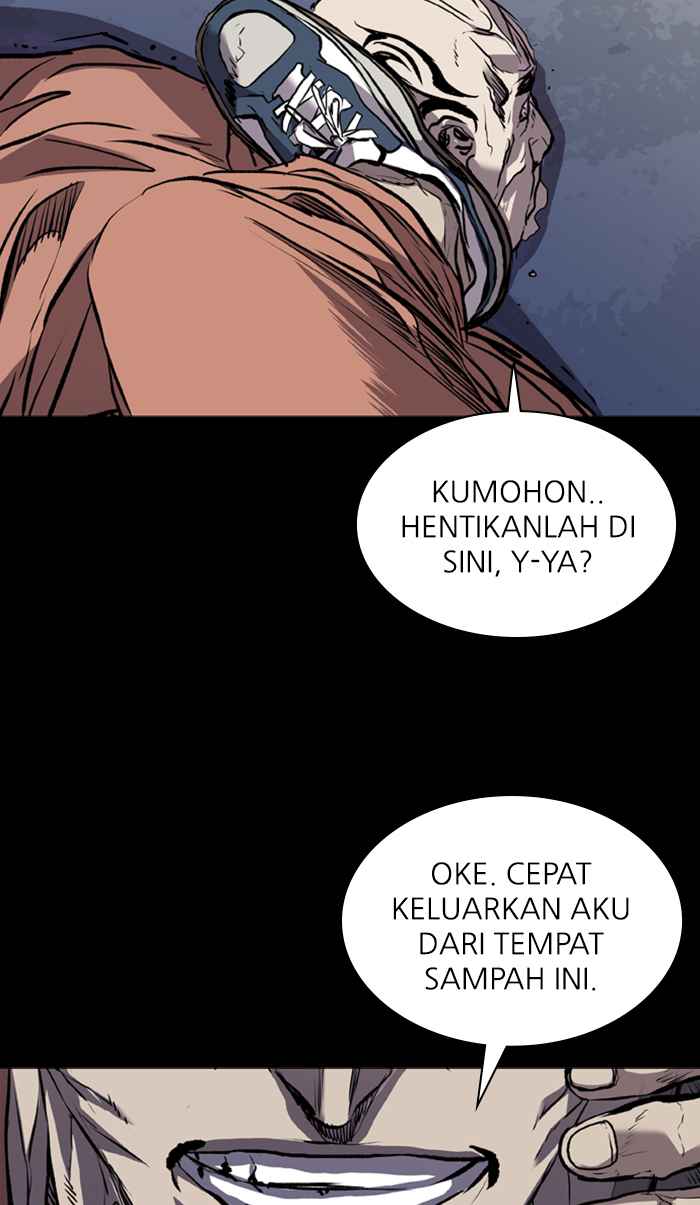 KUMOHON..
HENTIKANLAH DI
SINI, Y-YA?
OKE. CEPAT
KELUARKAN AKU
DARI TEMPAT
SAMPAH INI.